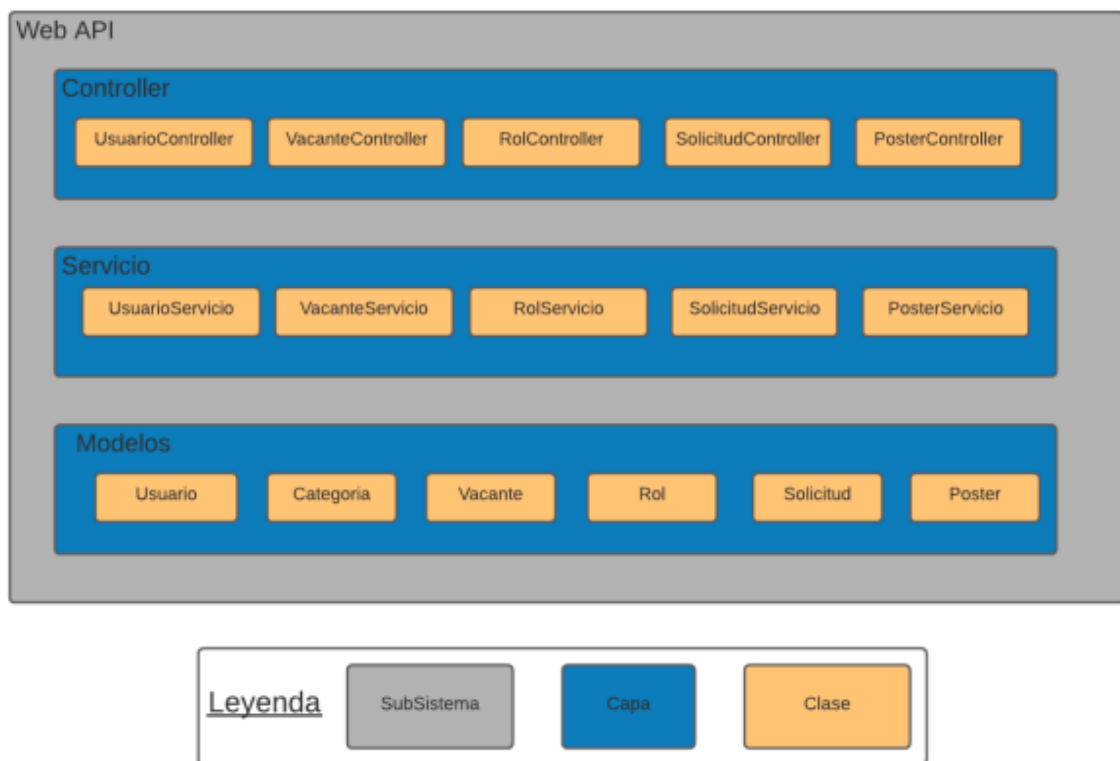 Web API
Controller
UsuarioController VacanteController RolController SolicitudController PosterController
Servicio
UsuarioServicio VacanteServicio RolServicio SolicitudServicio PosterServicio
Modelos
Usuario Categoria Vacante Rol Solicitud Poster
Leyenda SubSistema Capa Clase